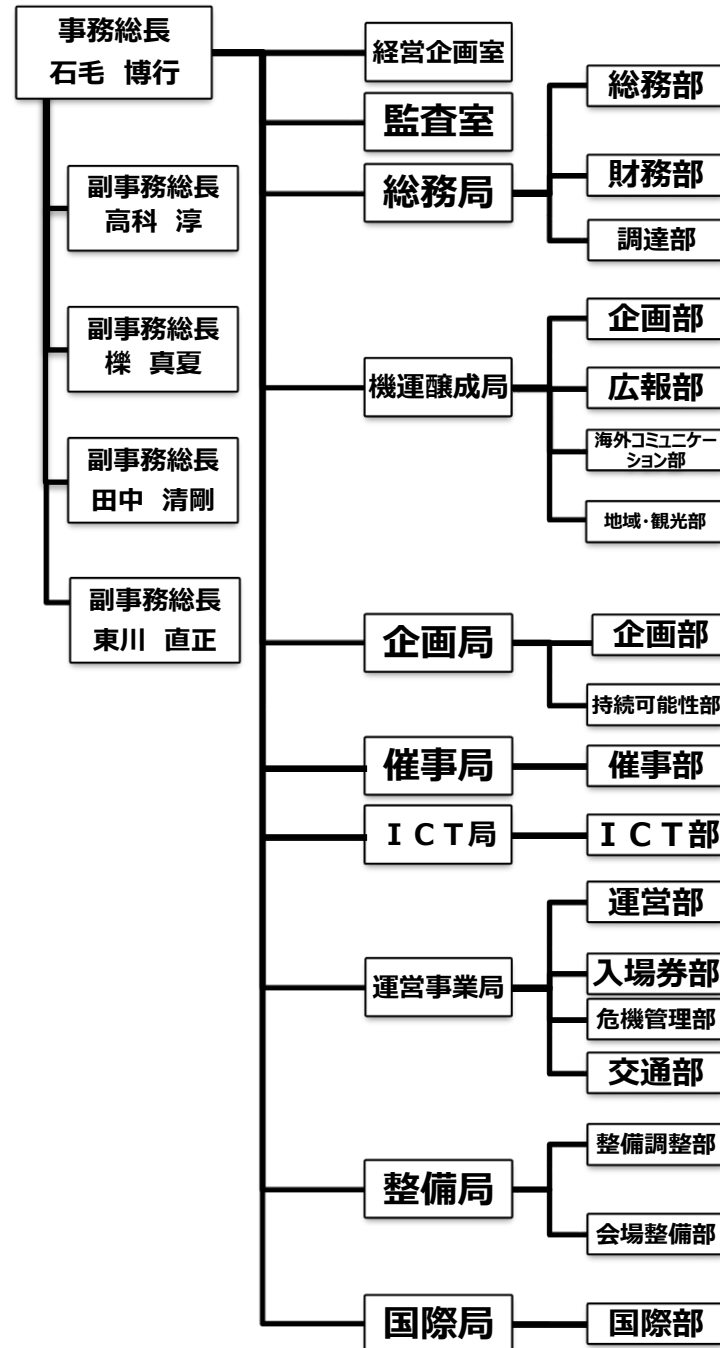 事務総長
石毛 博行
副事務総長
高科 淳
副事務総長
櫟 真夏
副事務総長
田中 清剛
副事務総長
東川 直正
経営企画室
監査室
総務局
総務部
財務部
調達部
機運醸成局
企画部
広報部
海外コミュニケー
ション部
地域・観光部
企画局
企画部
持続可能性部
催事局
催事部
ＩＣＴ局
ＩＣＴ部
運営事業局
運営部
入場券部
危機管理部
交通部
整備局
整備調整部
会場整備部
国際局
国際部